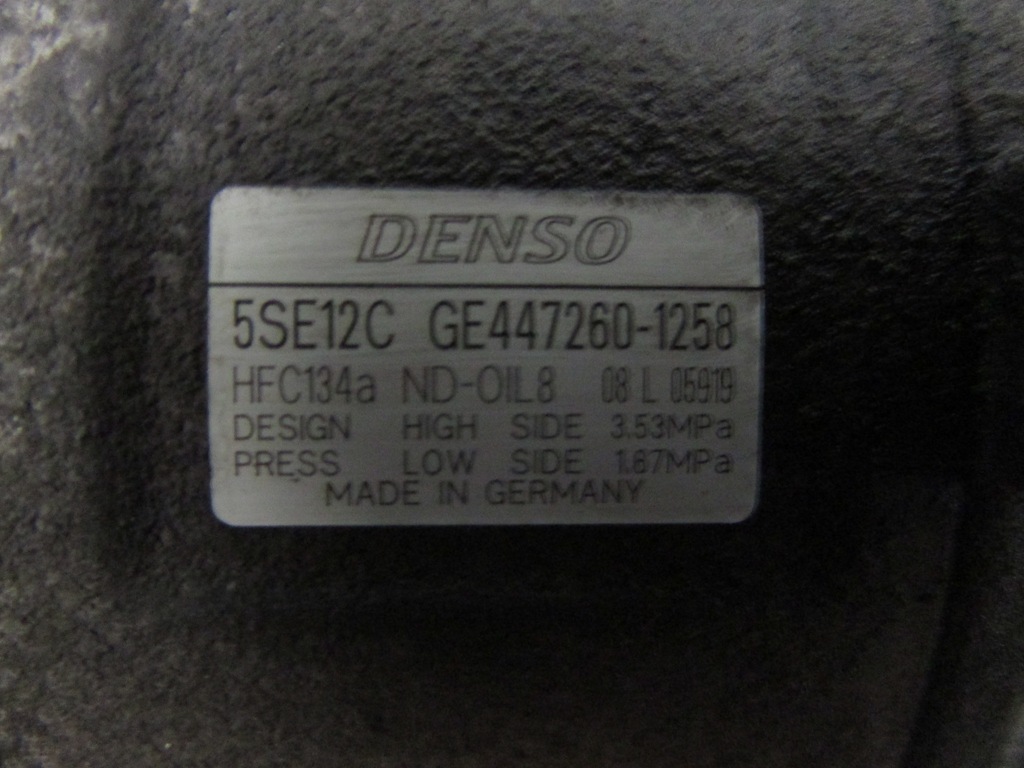 DENSO
5SE12C GE447260-1258
HFC134a ND-OIL8 08 L 05919
DESIGN HIGH SIDE 3.53MPa
PRESS LOW SIDE 1.67MPa
MADE IN GERMANY